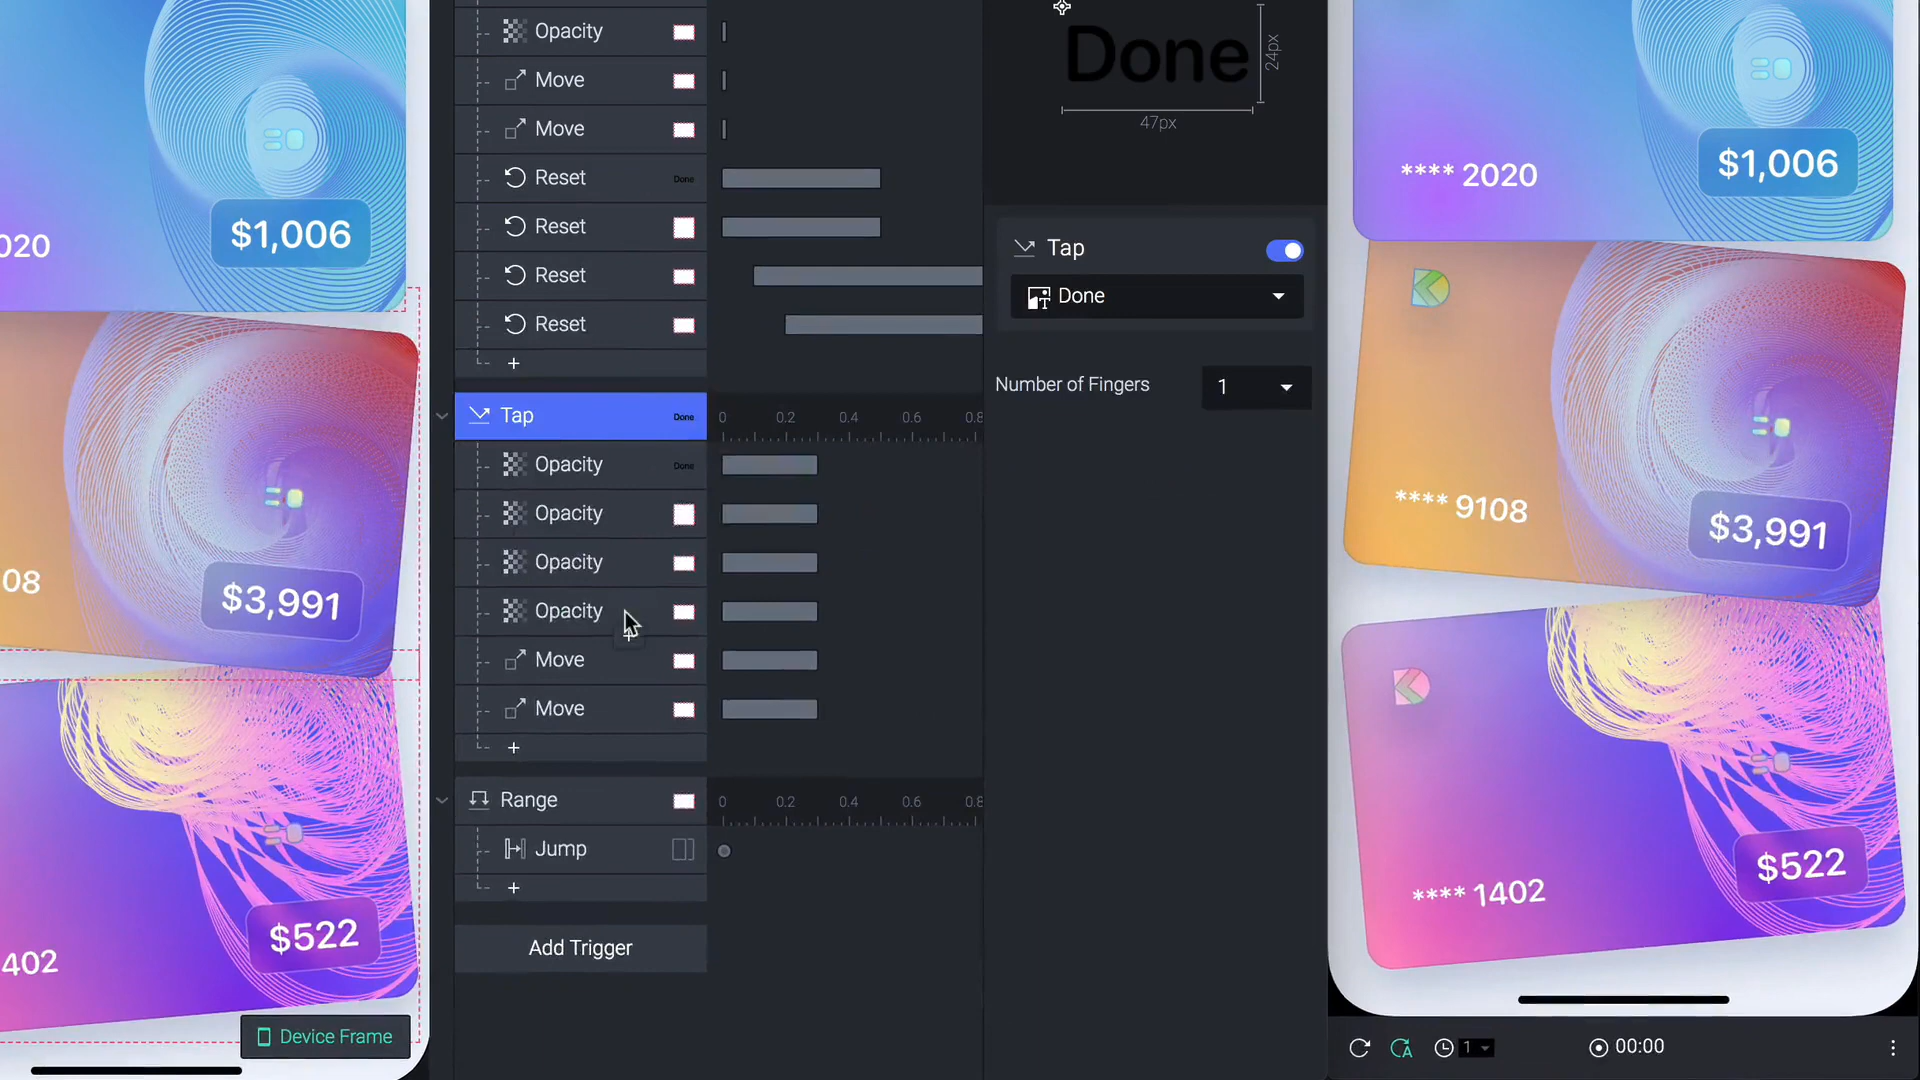 $1,006
020
$3,991
08
$522
402
Device Frame
Opacity
Move
Move
Reset Done
Reset
Reset
Reset
+
Tap Done
0 0.2 0.4 0.6 0.8
Opacity Done
Opacity
Opacity
Opacity
Move
Move
+
Range
0 0.2 0.4 0.6 0.8
Jump
+
Add Trigger
Done
24px
47px
Tap
Done
Number of Fingers 1
**** 2020
$1,006
**** 9108
$3,991
**** 1402
$522
1
00:00